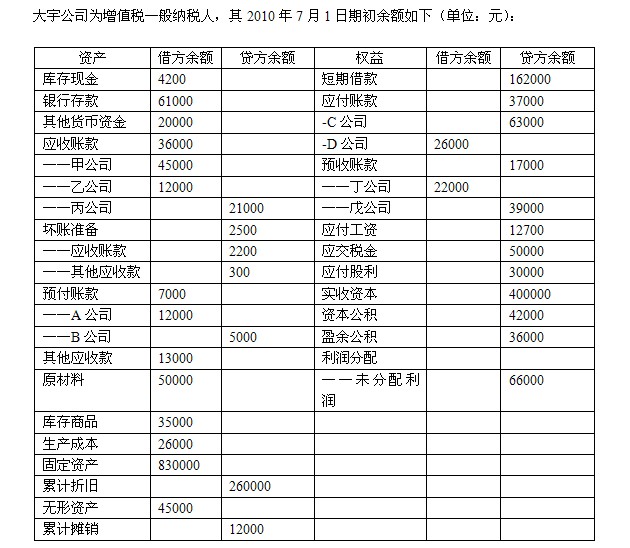 大宇公司为增值税一般纳税人，其 2010 年 7 月 1 日期初余额如下（单位：元）：
资产 借方余额 贷方余额 权益 借方余额 贷方余额
库存现金 4200 短期借款 162000
银行存款 61000 应付账款 37000
其他货币资金 20000 -C 公司 63000
应收账款 36000 -D 公司 26000
——甲公司 45000 预收账款 17000
——乙公司 12000 ——丁公司 22000
——丙公司 21000 ——戊公司 39000
坏账准备 2500 应付工资 12700
——应收账款 2200 应交税金 50000
——其他应收款 300 应付股利 30000
预付账款 7000 实收资本 400000
——A 公司 12000 资本公积 42000
——B 公司 5000 盈余公积 36000
其他应收款 13000 利润分配
原材料 50000 ——未分配利 66000
润
库存商品 35000
生产成本 26000
固定资产 830000
累计折旧 260000
无形资产 45000
累计摊销 12000